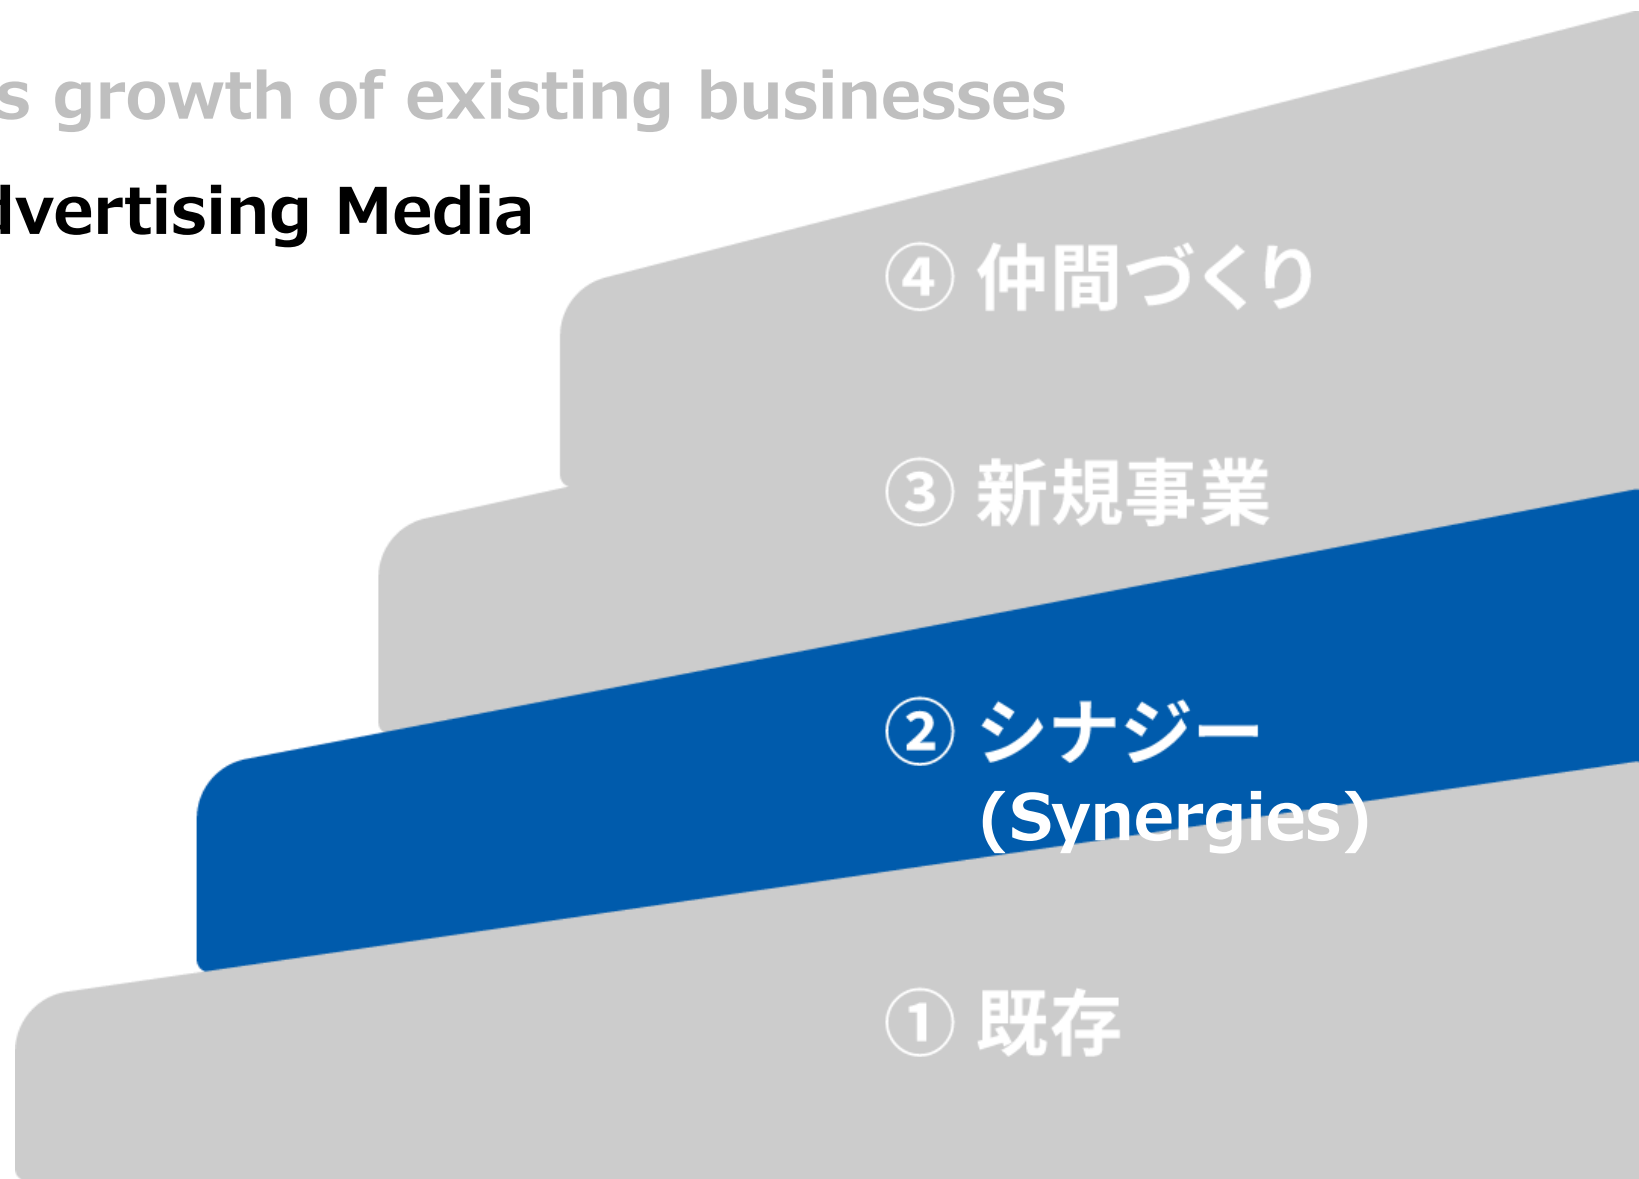 s growth of existing businesses
dvertising Media
④ 仲間づくり
③ 新規事業
② シナジー
(Synergies)
① 既存